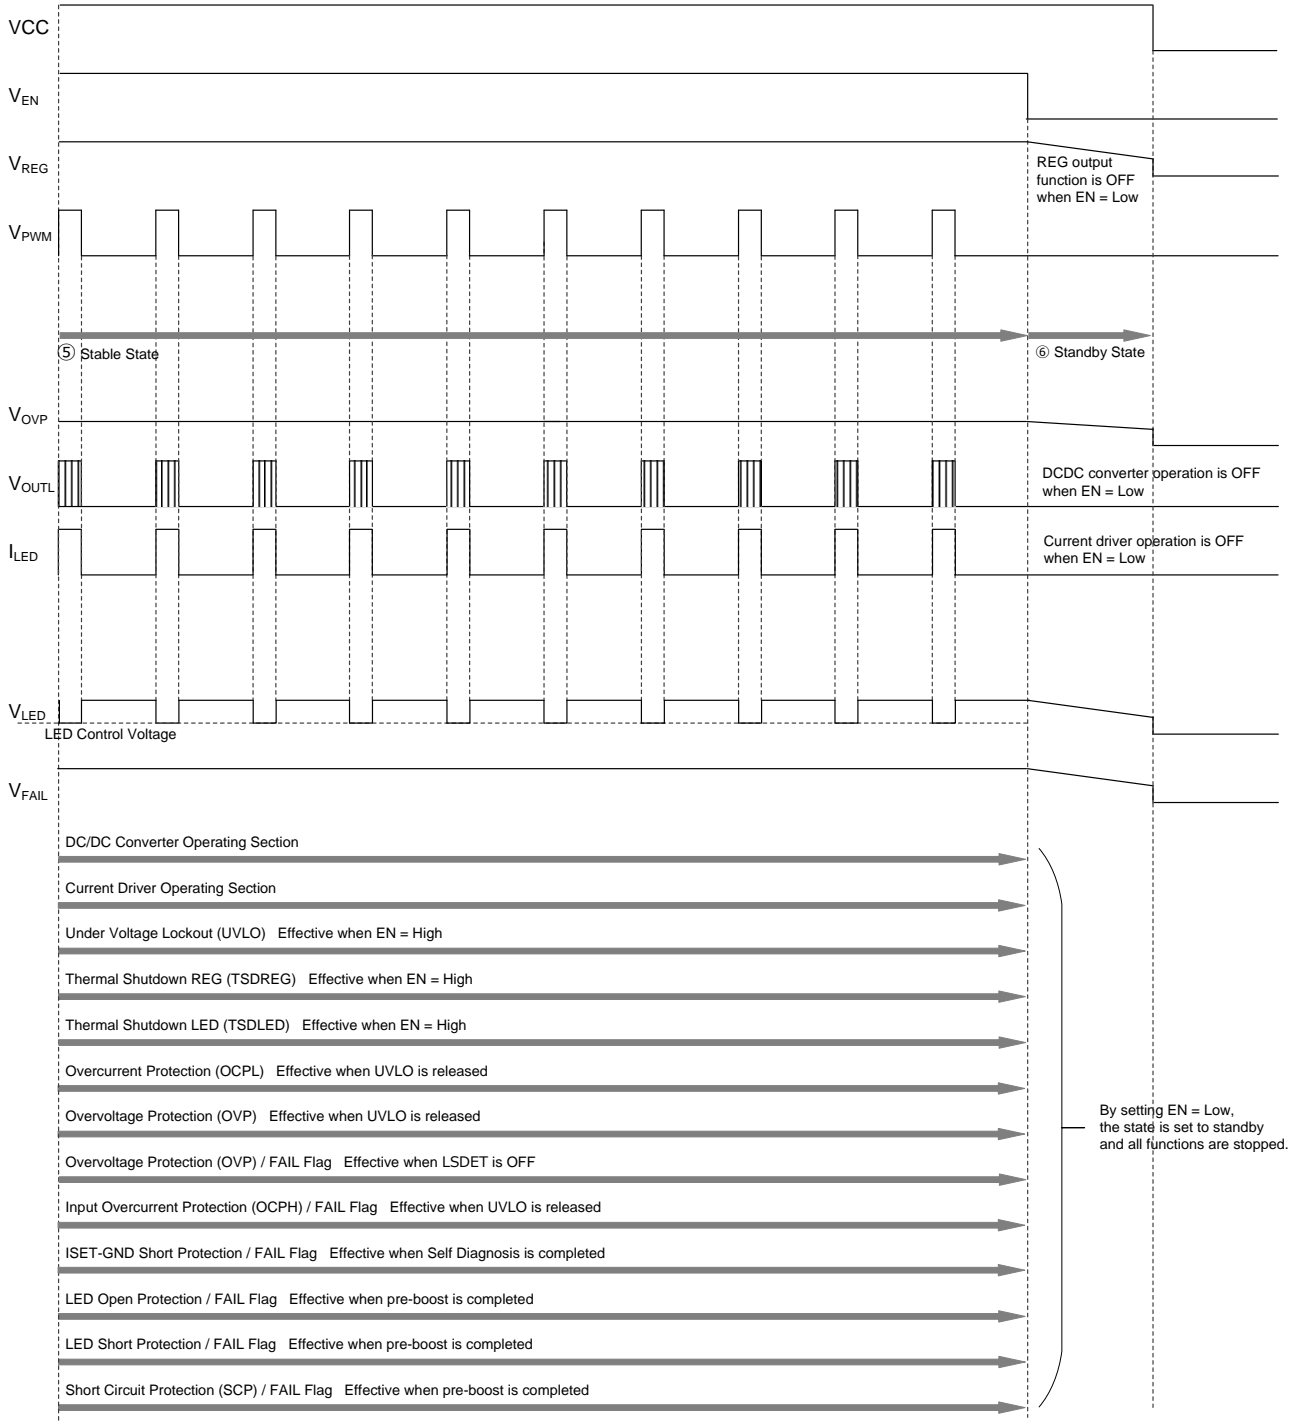 VCC
VEN
VREG
REG output
function is OFF
when EN = Low
VPWM
⑤ Stable State
⑥ Standby State
VOVP
VOUTL
DCDC converter operation is OFF
when EN = Low
ILED
Current driver operation is OFF
when EN = Low
VLED
LED Control Voltage
VFAIL
DC/DC Converter Operating Section
Current Driver Operating Section
Under Voltage Lockout (UVLO) Effective when EN = High
Thermal Shutdown REG (TSDREG) Effective when EN = High
Thermal Shutdown LED (TSDLED) Effective when EN = High
Overcurrent Protection (OCPL) Effective when UVLO is released
Overvoltage Protection (OVP) Effective when UVLO is released
By setting EN = Low,
the state is set to standby
and all functions are stopped.
Overvoltage Protection (OVP) / FAIL Flag Effective when LSDET is OFF
Input Overcurrent Protection (OCPH) / FAIL Flag Effective when UVLO is released
ISET-GND Short Protection / FAIL Flag Effective when Self Diagnosis is completed
LED Open Protection / FAIL Flag Effective when pre-boost is completed
LED Short Protection / FAIL Flag Effective when pre-boost is completed
Short Circuit Protection (SCP) / FAIL Flag Effective when pre-boost is completed